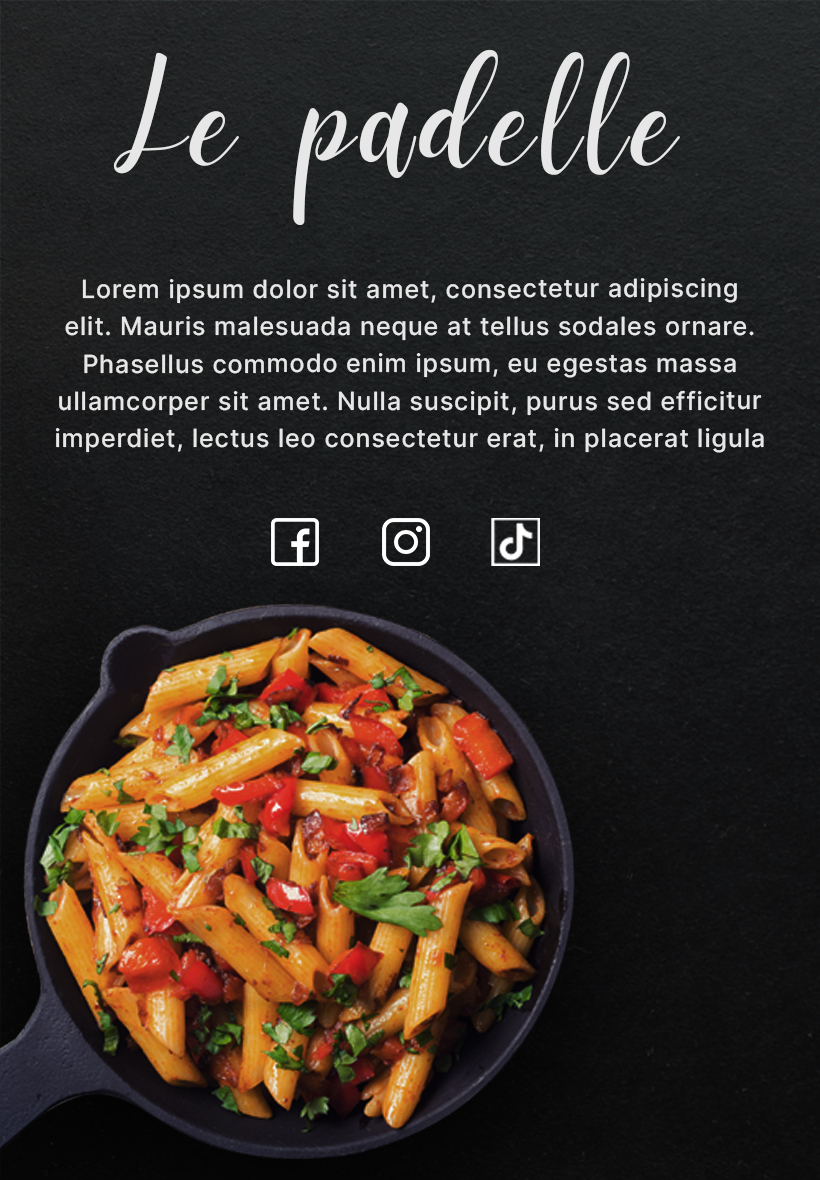 Le padelle
Lorem ipsum dolor sit amet, consectetur adipiscing
elit. Mauris malesuada neque at tellus sodales ornare.
Phasellus commodo enim ipsum, eu egestas massa
ullamcorper sit amet. Nulla suscipit, purus sed efficitur
imperdiet, lectus leo consectetur erat, in placerat ligula